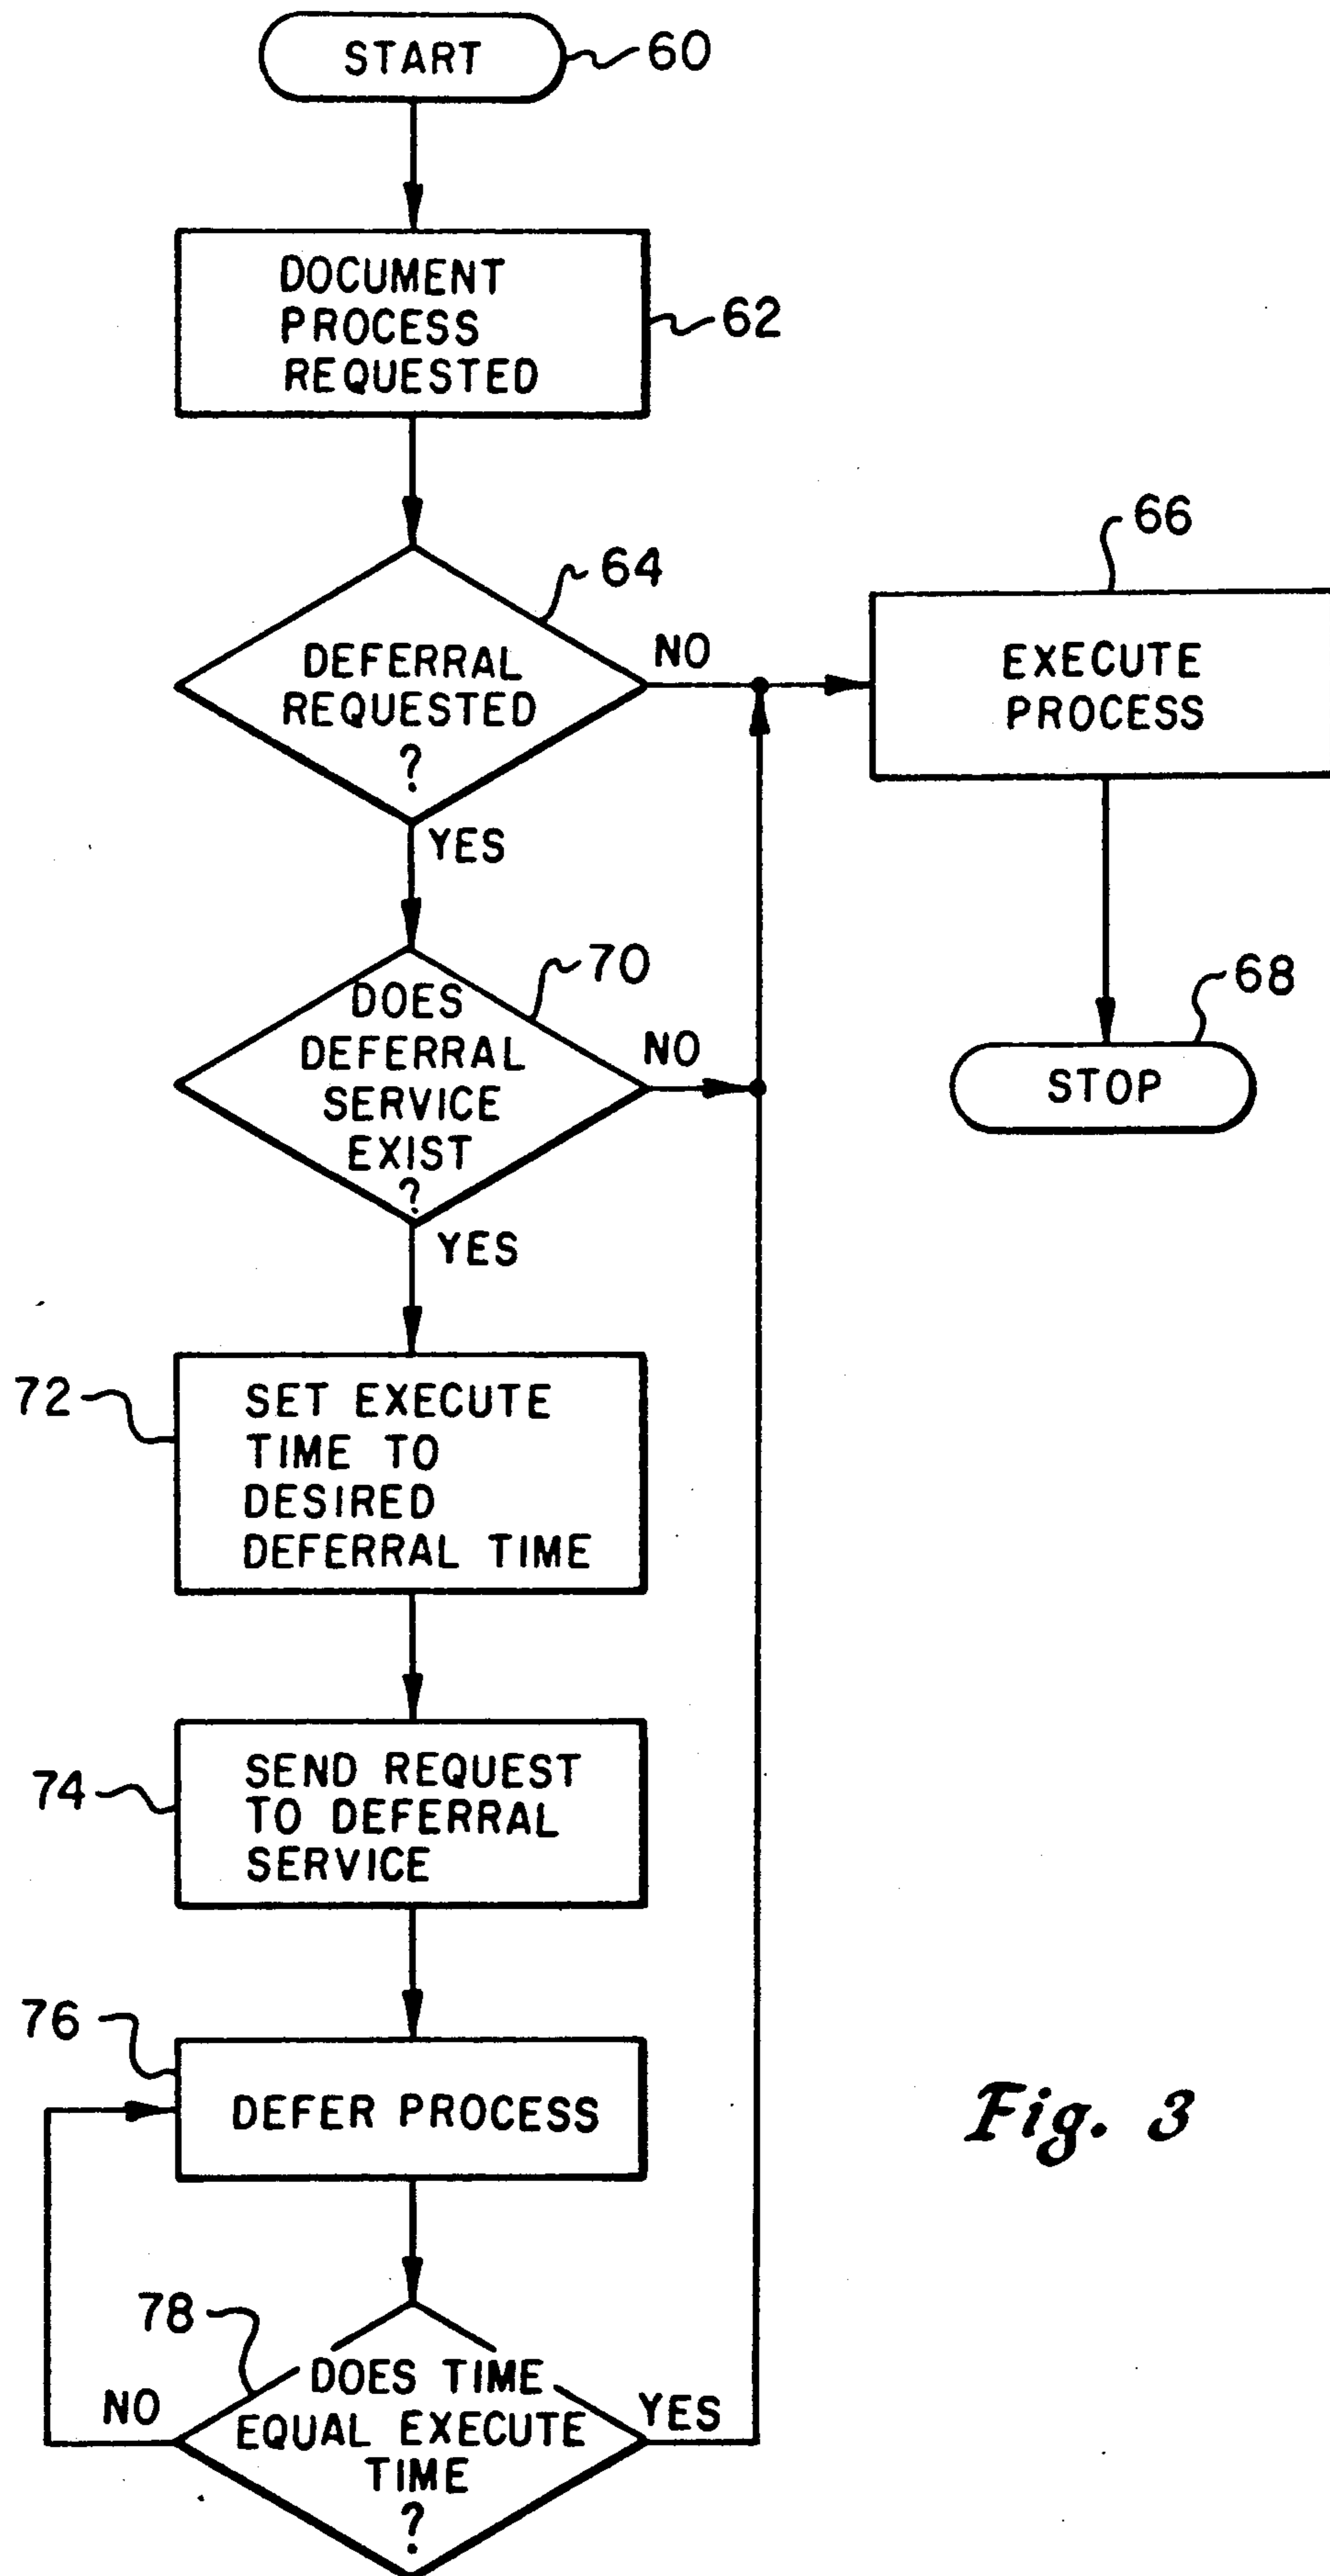 START
60
DOCUMENT
PROCESS
REQUESTED
62
64
DEFERRAL
REQUESTED
?
NO
YES
66
EXECUTE
PROCESS
68
STOP
70
DOES
DEFERRAL
SERVICE
EXIST
?
NO
YES
72
SET EXECUTE
TIME TO
DESIRED
DEFERRAL TIME
74
SEND REQUEST
TO DEFERRAL
SERVICE
76
DEFER PROCESS
78
DOES TIME
EQUAL EXECUTE
TIME
?
NO
YES
Fig. 3